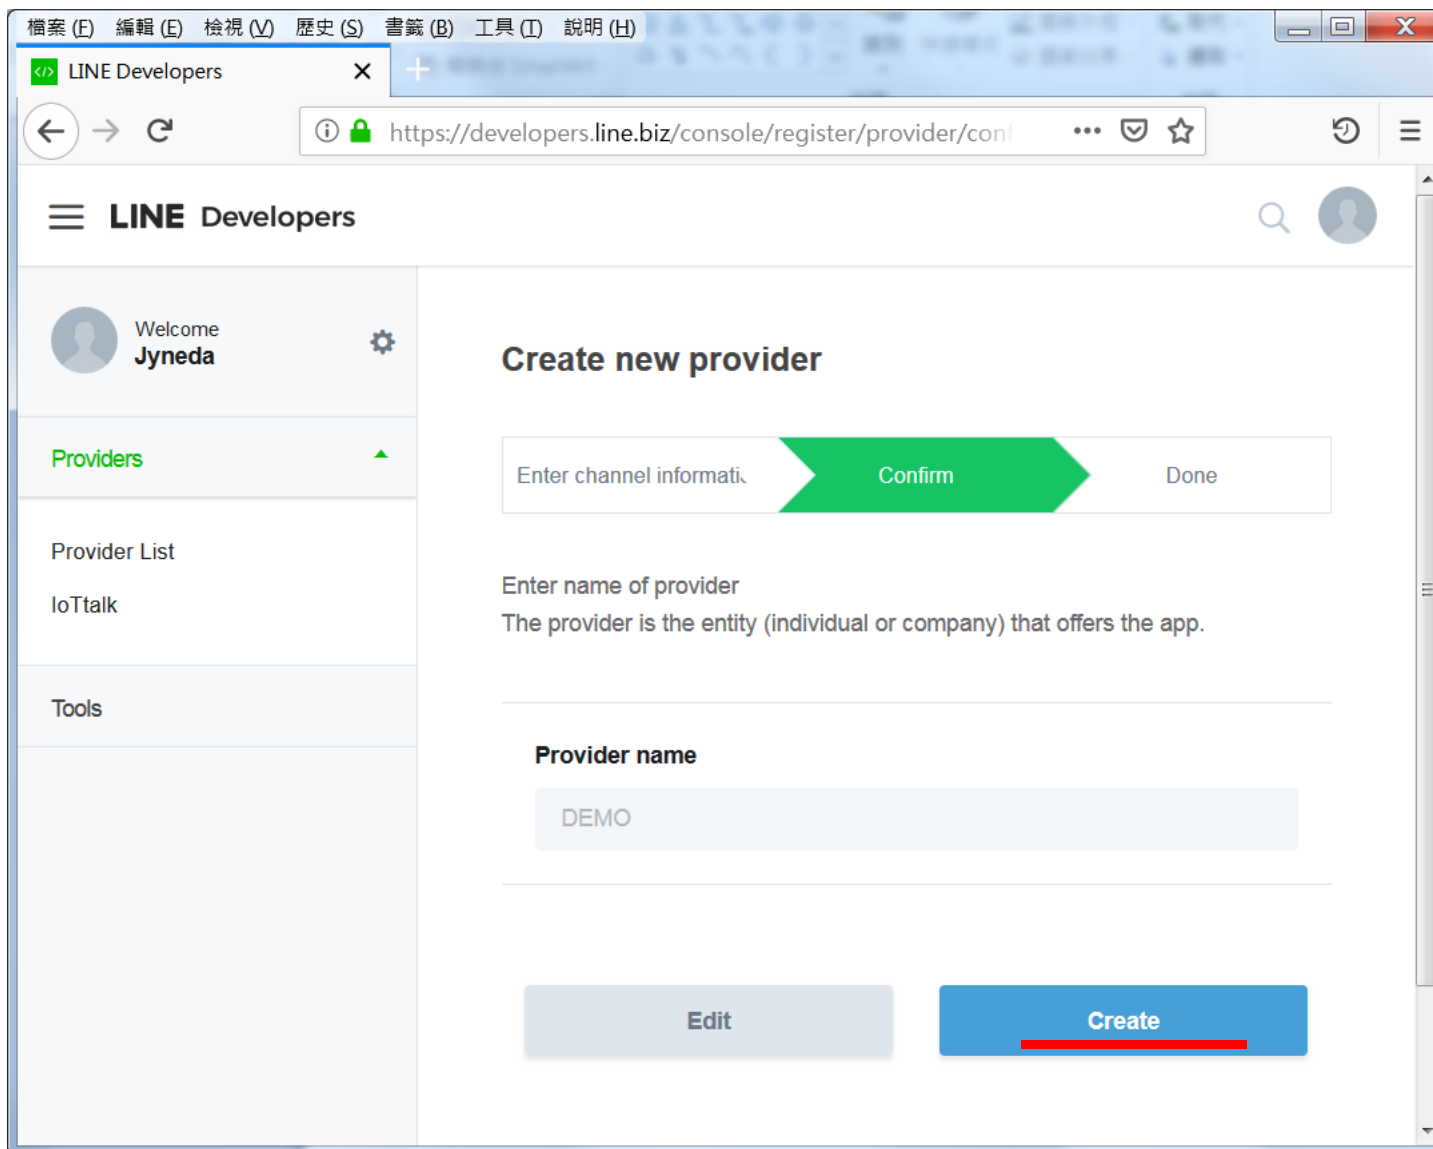 檔案 (F) 編輯 (E) 檢視 (V) 歷史 (S) 書籤 (B) 工具 (T) 說明 (H)
LINE Developers
https://developers.line.biz/console/register/provider/conf
LINE Developers
Welcome
Jyneda
Providers
Provider List
IoTtalk
Tools
Create new provider
Enter channel informati
Confirm
Done
Enter name of provider
The provider is the entity (individual or company) that offers the app.
Provider name
DEMO
Edit
Create